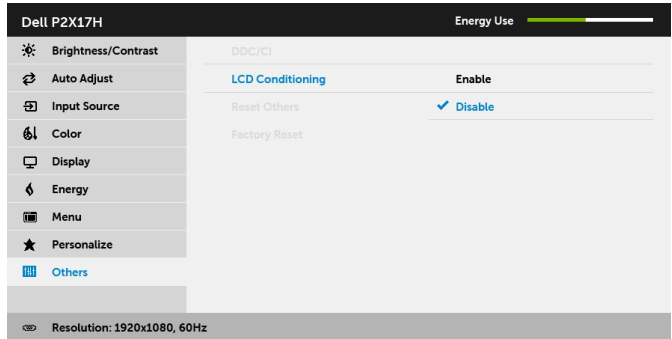 Dell P2X17H
Energy Use
Brightness/Contrast
DDC/CI
Auto Adjust
LCD Conditioning
Enable
Input Source
Reset Others
Disable
Color
Factory Reset
Display
Energy
Menu
Personalize
Others
Resolution: 1920x1080, 60Hz